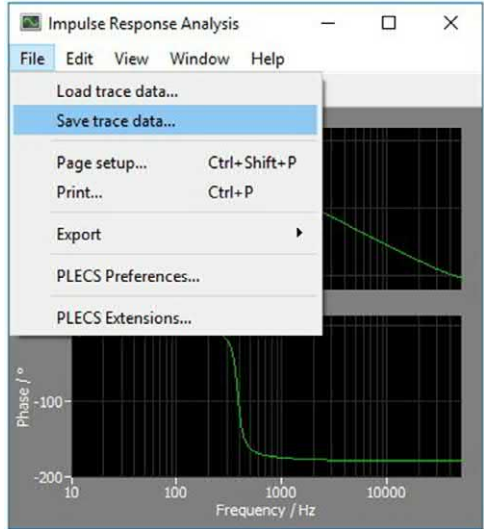 Impulse Response Analysis
File Edit View Window Help
Load trace data...
Save trace data...
Page setup... Ctrl+Shift+P
Print... Ctrl+P
Export
PLECS Preferences...
PLECS Extensions...
Phase / °
-100
-200
10 100 1000 10000
Frequency / Hz